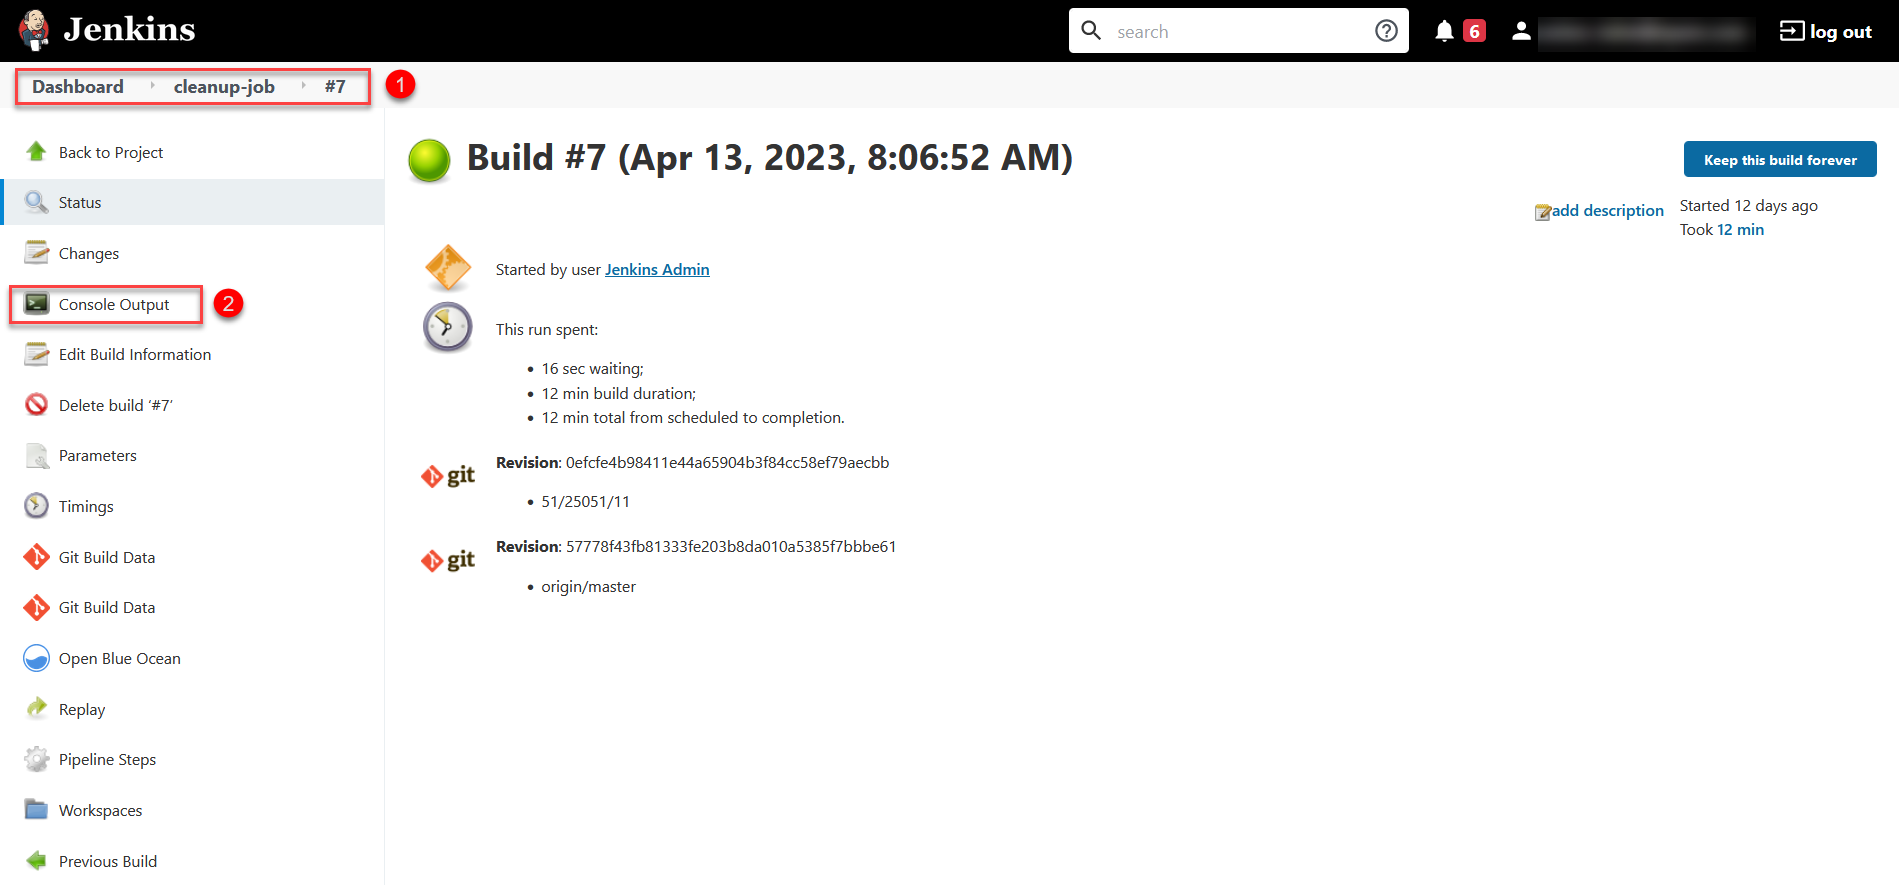 Jenkins
search
6
log out
Dashboard cleanup-job #7
1
Back to Project
Status
Changes
Console Output
2
Edit Build Information
Delete build ‘#7’
Parameters
Timings
Git Build Data
Git Build Data
Open Blue Ocean
Replay
Pipeline Steps
Workspaces
Previous Build
Build #7 (Apr 13, 2023, 8:06:52 AM)
Keep this build forever
add description
Started 12 days ago
Took 12 min
Started by user Jenkins Admin
This run spent:
• 16 sec waiting;
• 12 min build duration;
• 12 min total from scheduled to completion.
git
Revision: 0efcfe4b98411e44a65904b3f84cc58ef79aecbb
• 51/25051/11
git
Revision: 57778f43fb81333fe203b8da010a5385f7bbbe61
• origin/master